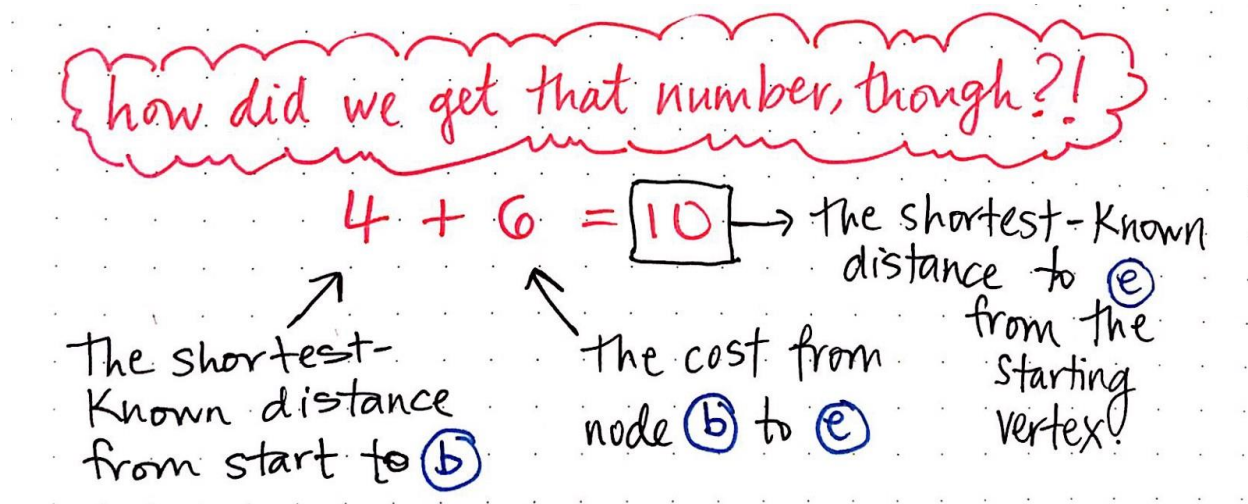 how did we get that number, though?!
4 + 6 = 10 → the shortest-known
distance to e
from the
starting
vertex!
The shortest-
known distance
from start to b
the cost from
node b to e